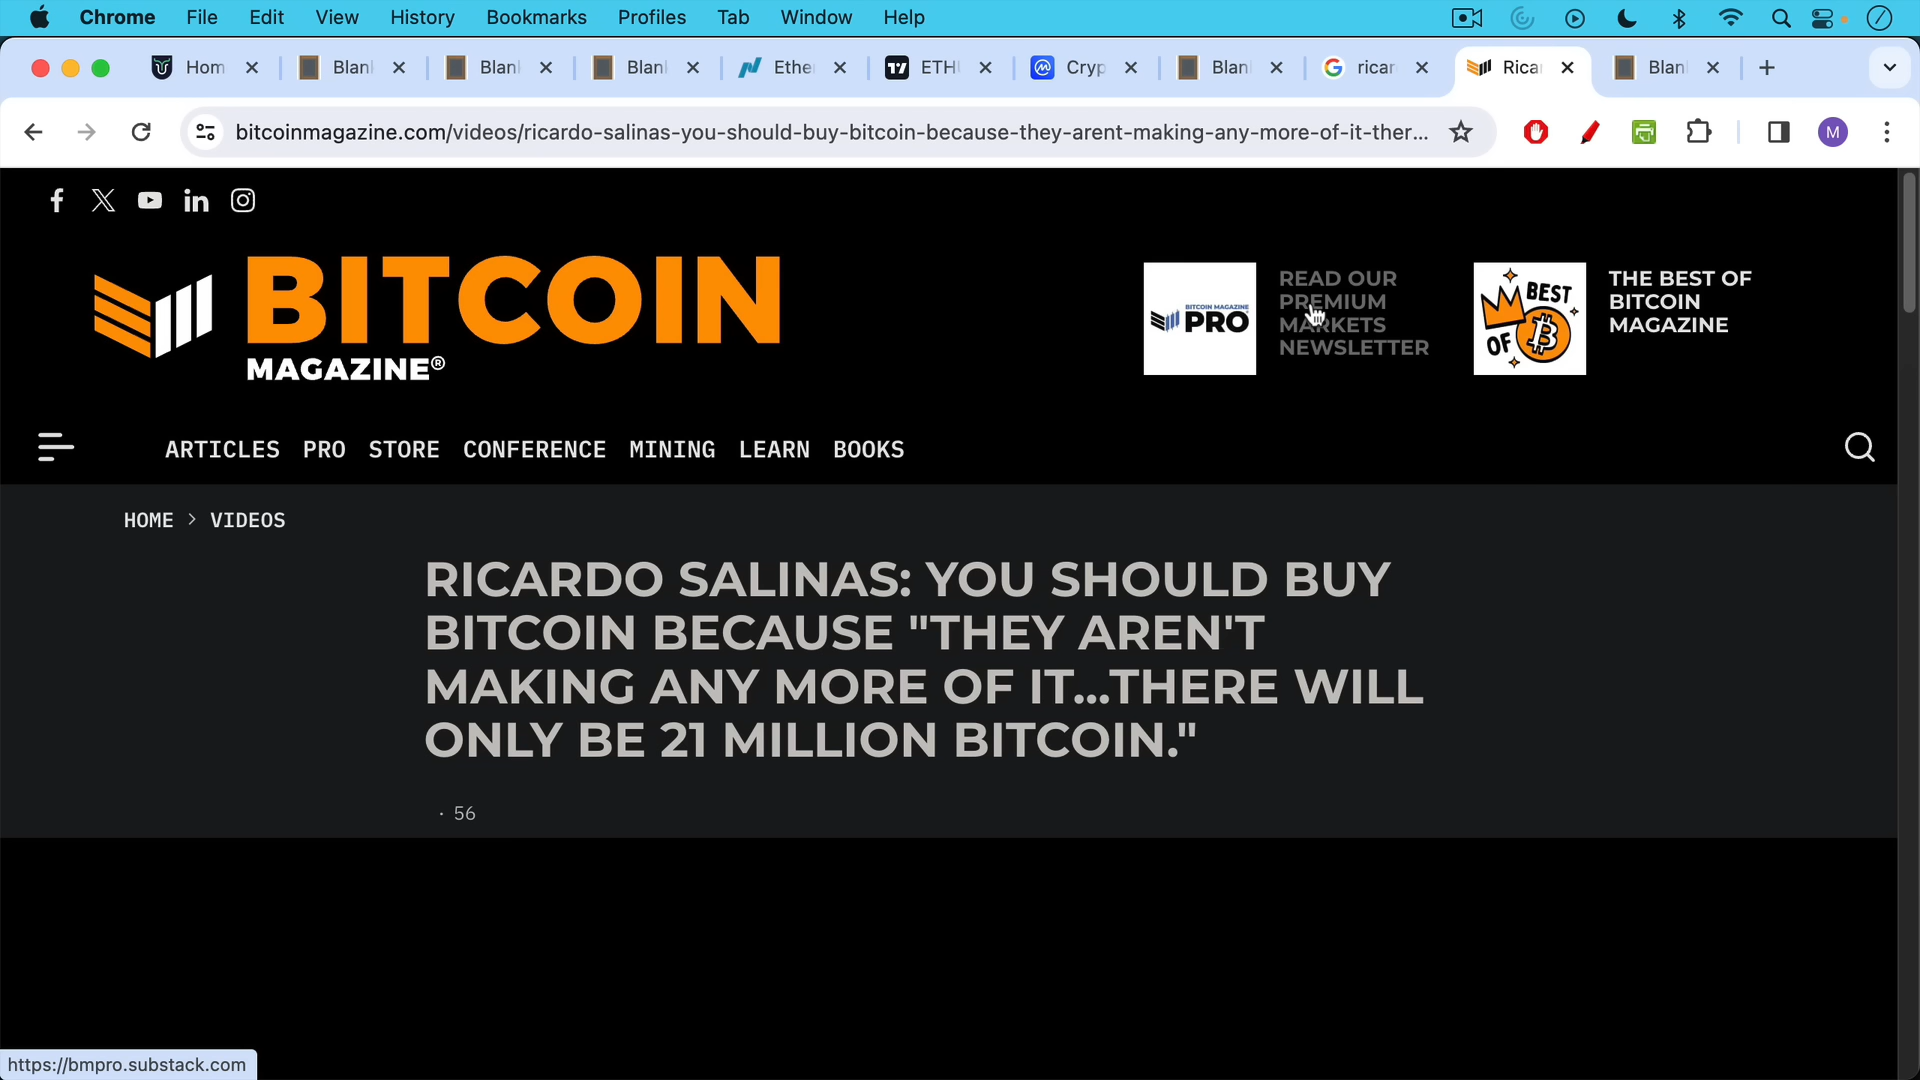 Chrome File Edit View History Bookmarks Profiles Tab Window Help
Hom Blan Blan Blan Ethe ETH Cryp Blan ricar Rica Blan
bitcoinmagazine.com/videos/ricardo-salinas-you-should-buy-bitcoin-because-they-arent-making-any-more-of-it-ther...
M
BITCOIN
MAGAZINE®
BITCOIN MAGAZINE
PRO
READ OUR
PREMIUM
MARKETS
NEWSLETTER
BEST
OF
THE BEST OF
BITCOIN
MAGAZINE
ARTICLES PRO STORE CONFERENCE MINING LEARN BOOKS
HOME > VIDEOS
RICARDO SALINAS: YOU SHOULD BUY
BITCOIN BECAUSE "THEY AREN'T
MAKING ANY MORE OF IT...THERE WILL
ONLY BE 21 MILLION BITCOIN."
· 56
https://bmpro.substack.com